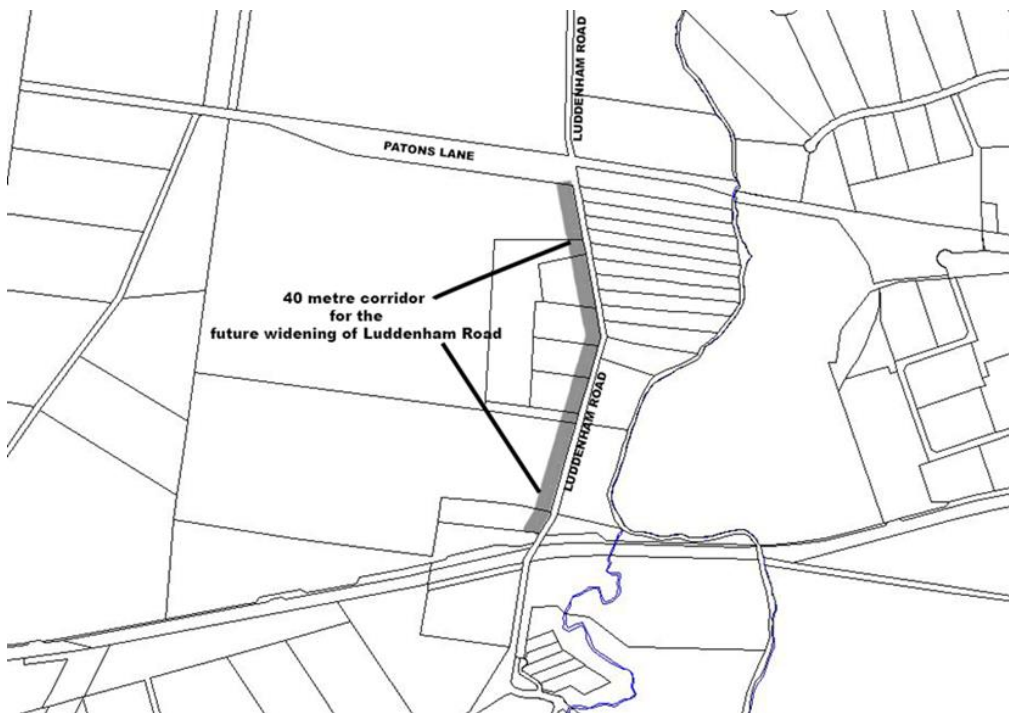 LUDDENHAM ROAD
PATONS LANE
40 metre corridor
for the
future widening of Luddenham Road
LUDDENHAM ROAD